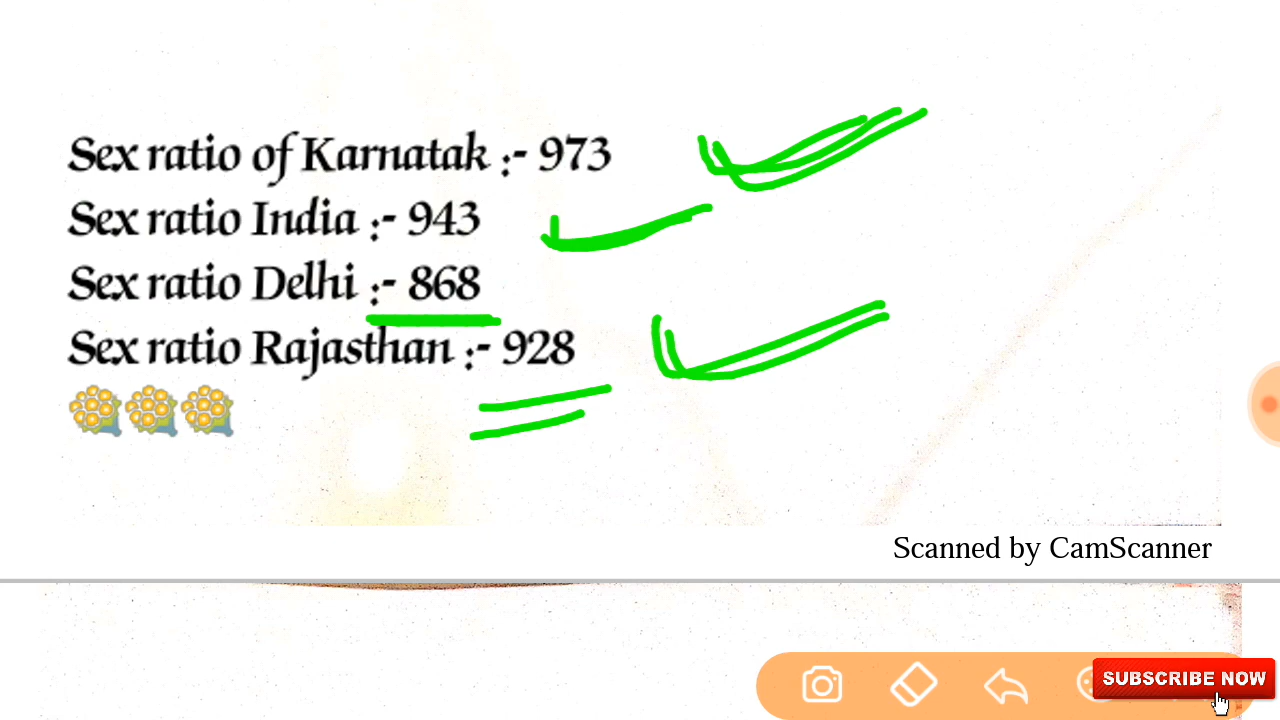 Sex ratio of Karnatak :- 973
Sex ratio India :- 943
Sex ratio Delhi :- 868
Sex ratio Rajasthan :- 928
Scanned by CamScanner
SUBSCRIBE NOW